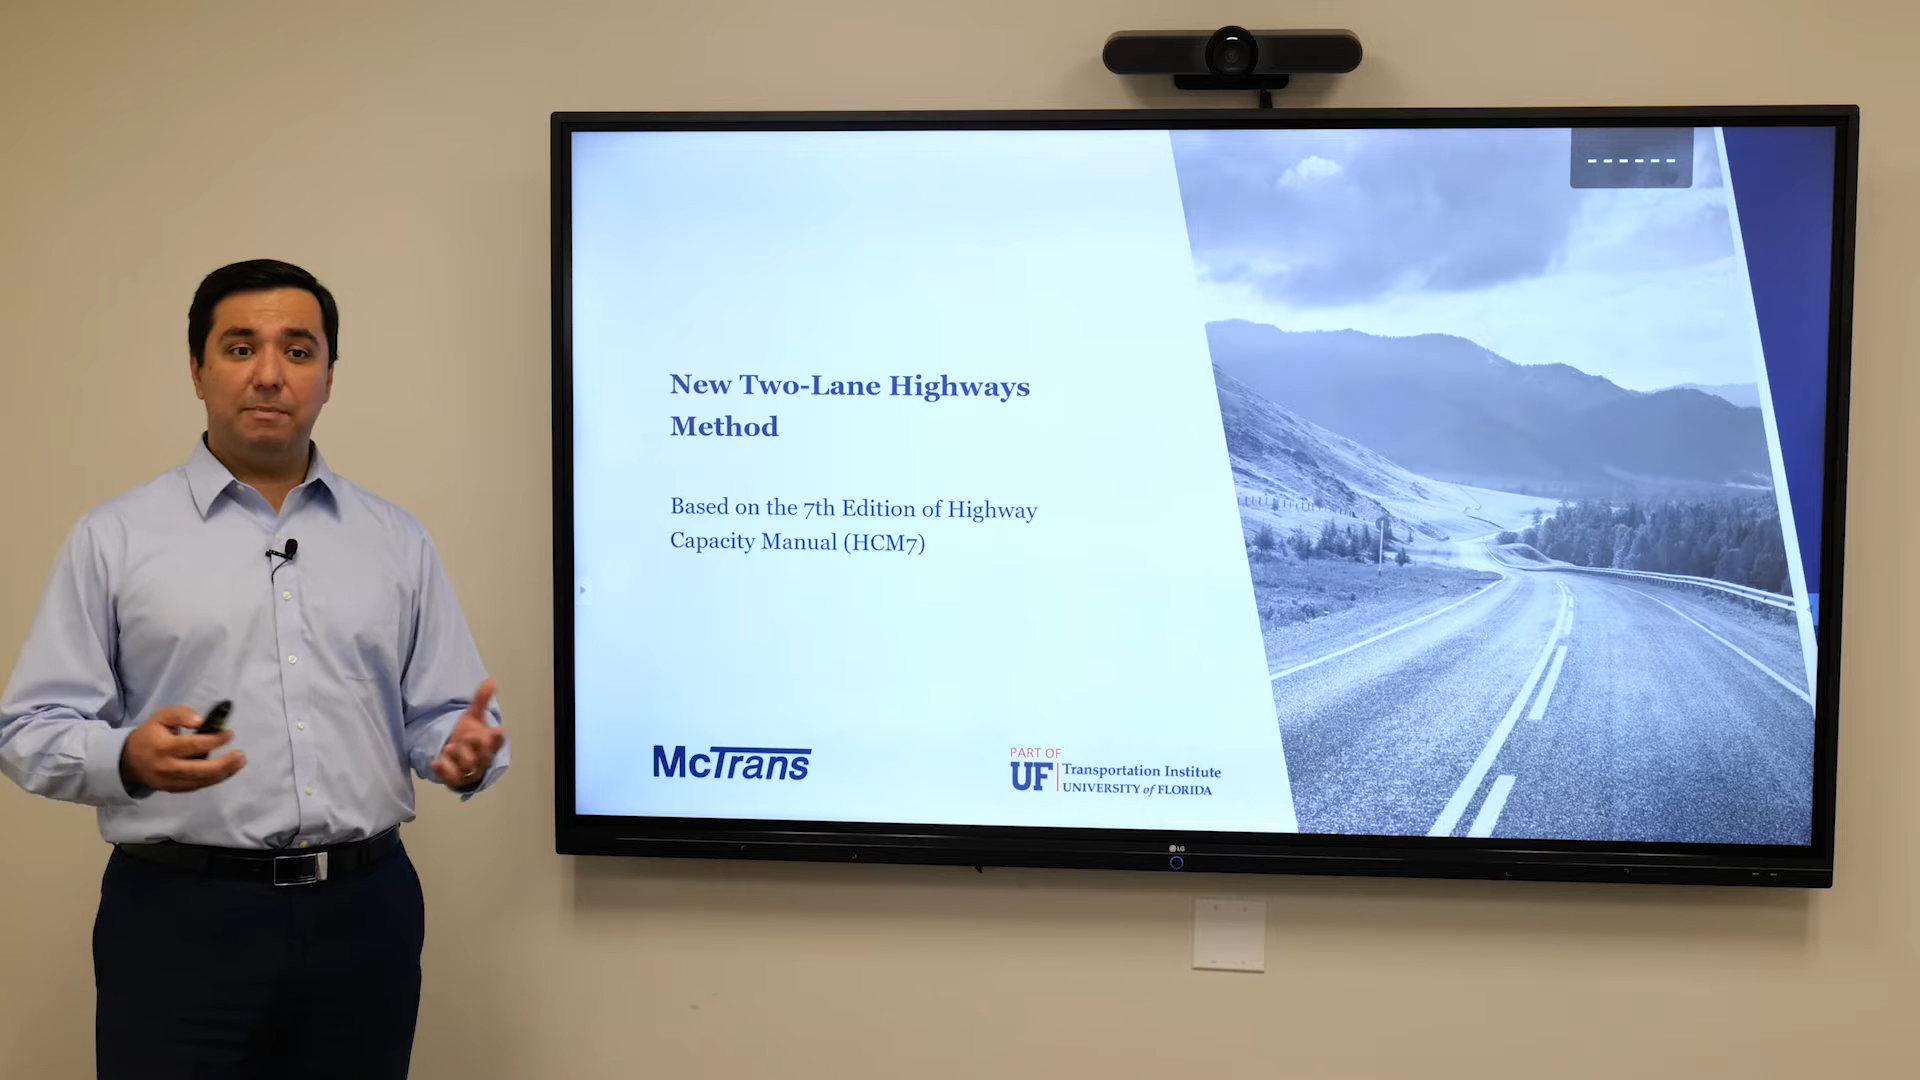 New Two-Lane Highways
Method
Based on the 7th Edition of Highway
Capacity Manual (HCM7)
McTrans
PART OF
UF Transportation Institute
UNIVERSITY of FLORIDA
LG